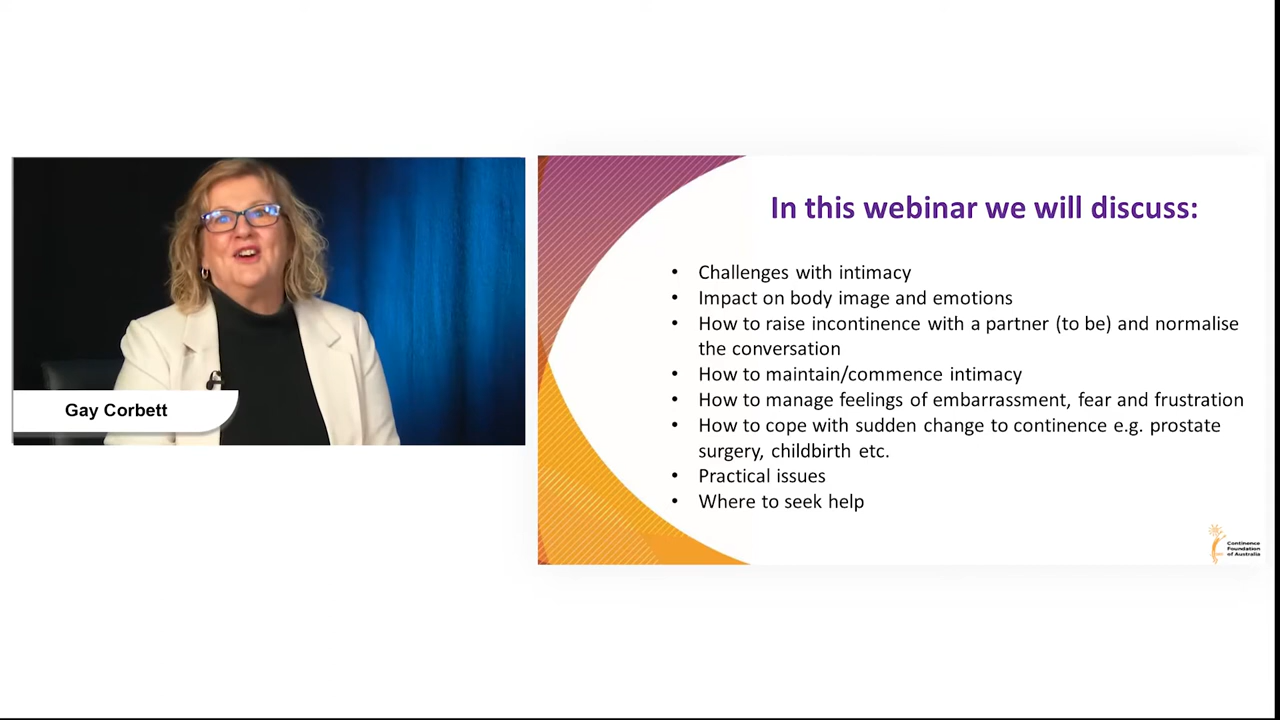 Gay Corbett
In this webinar we will discuss:
• Challenges with intimacy
• Impact on body image and emotions
• How to raise incontinence with a partner (to be) and normalise
the conversation
• How to maintain/commence intimacy
• How to manage feelings of embarrassment, fear and frustration
• How to cope with sudden change to continence e.g. prostate
surgery, childbirth etc.
• Practical issues
• Where to seek help
Continence
Foundation
of Australia